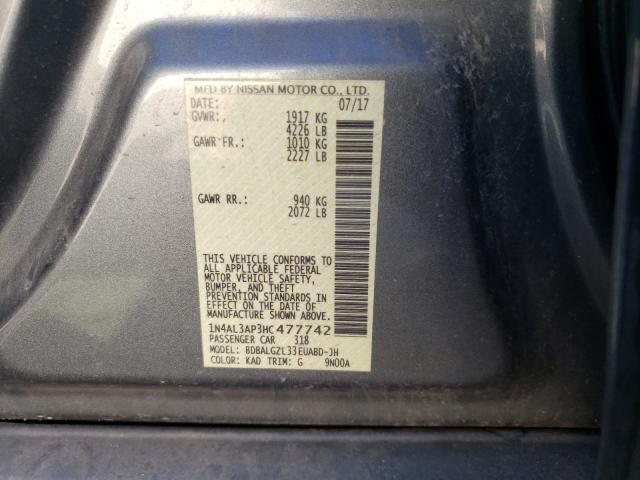 MFD BY NISSAN MOTOR CO., LTD.
DATE: 07/17
GVWR: 1917 KG
4226 LB
GAWR FR.: 1010 KG
2227 LB
GAWR RR.: 940 KG
2072 LB
THIS VEHICLE CONFORMS TO
ALL APPLICABLE FEDERAL
MOTOR VEHICLE SAFETY,
BUMPER, AND THEFT
PREVENTION STANDARDS IN
EFFECT ON THE DATE OF
MANUFACTURE SHOWN ABOVE.
1N4AL3AP3HC477742
PASSENGER CAR 318
MODEL: BDBALGZL33EUABD-JH
COLOR: KAD TRIM: G 9N00A